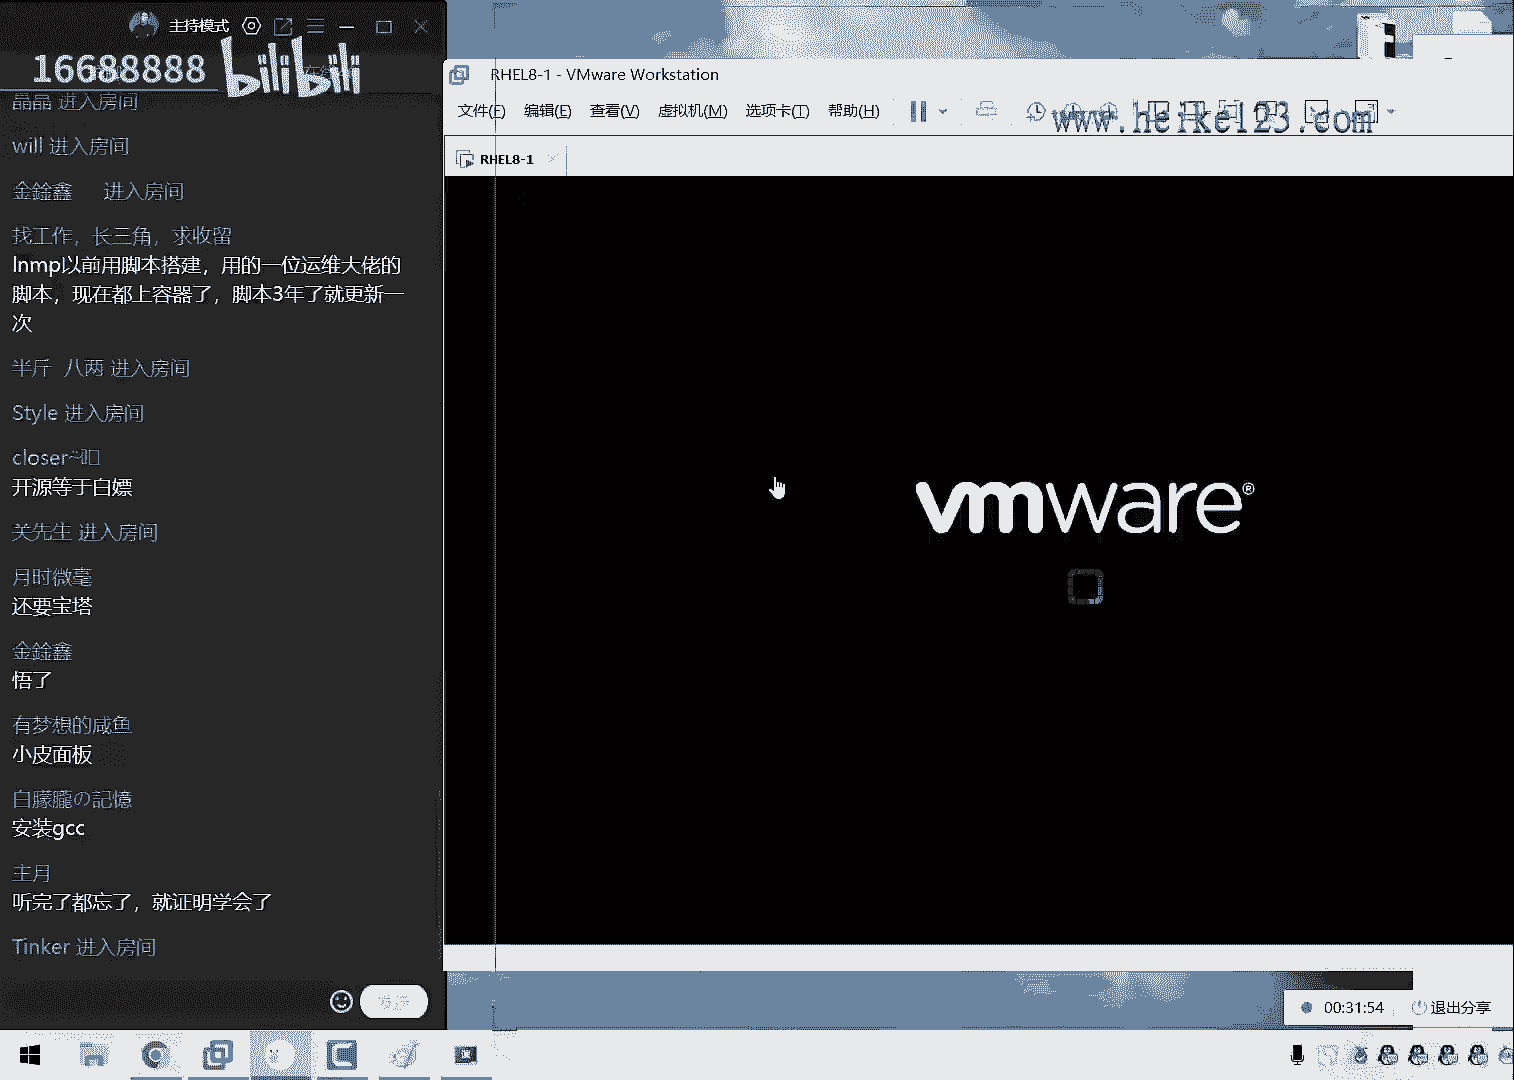 主持模式
16688888 bilibili
晶晶 进入房间
will 进入房间
金鍂鑫 进入房间
找工作，长三角，求收留
lnmp以前用脚本搭建，用的一位运维大佬的
脚本，现在都上容器了，脚本3年了就更新一
次
半斤 八两 进入房间
Style 进入房间
closer~
开源等于白嫖
关先生 进入房间
月时微毫
还要宝塔
金鍂鑫
悟了
有梦想的咸鱼
小皮面板
白朦朧の記憶
安装gcc
主月
听完了都忘了，就证明学会了
Tinker 进入房间
RHEL8-1 - VMware Workstation
文件(F) 编辑(E) 查看(V) 虚拟机(M) 选项卡(T) 帮助(H)
www.heike123.com
RHEL8-1
vmware®
00:31:54 退出分享